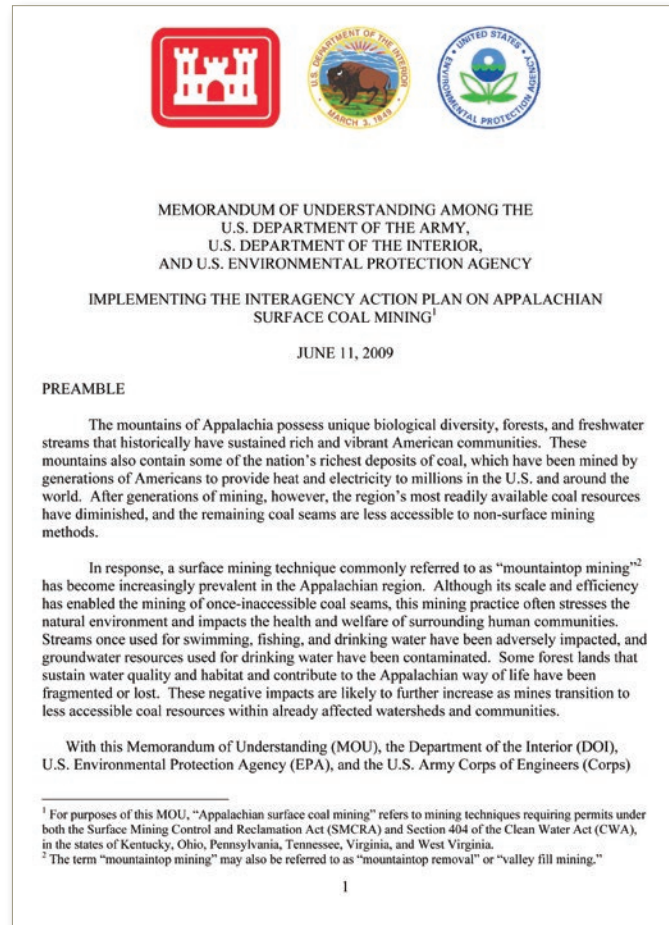 U.S. DEPARTMENT OF THE INTERIOR
MARCH 3, 1849
UNITED STATES
ENVIRONMENTAL PROTECTION AGENCY
MEMORANDUM OF UNDERSTANDING AMONG THE
U.S. DEPARTMENT OF THE ARMY,
U.S. DEPARTMENT OF THE INTERIOR,
AND U.S. ENVIRONMENTAL PROTECTION AGENCY
IMPLEMENTING THE INTERAGENCY ACTION PLAN ON APPALACHIAN
SURFACE COAL MINING¹
JUNE 11, 2009
PREAMBLE
The mountains of Appalachia possess unique biological diversity, forests, and freshwater
streams that historically have sustained rich and vibrant American communities. These
mountains also contain some of the nation's richest deposits of coal, which have been mined by
generations of Americans to provide heat and electricity to millions in the U.S. and around the
world. After generations of mining, however, the region's most readily available coal resources
have diminished, and the remaining coal seams are less accessible to non-surface mining
methods.
In response, a surface mining technique commonly referred to as "mountaintop mining"²
has become increasingly prevalent in the Appalachian region. Although its scale and efficiency
has enabled the mining of once-inaccessible coal seams, this mining practice often stresses the
natural environment and impacts the health and welfare of surrounding human communities.
Streams once used for swimming, fishing, and drinking water have been adversely impacted, and
groundwater resources used for drinking water have been contaminated. Some forest lands that
sustain water quality and habitat and contribute to the Appalachian way of life have been
fragmented or lost. These negative impacts are likely to further increase as mines transition to
less accessible coal resources within already affected watersheds and communities.
With this Memorandum of Understanding (MOU), the Department of the Interior (DOI),
U.S. Environmental Protection Agency (EPA), and the U.S. Army Corps of Engineers (Corps)
¹ For purposes of this MOU, "Appalachian surface coal mining" refers to mining techniques requiring permits under
both the Surface Mining Control and Reclamation Act (SMCRA) and Section 404 of the Clean Water Act (CWA),
in the states of Kentucky, Ohio, Pennsylvania, Tennessee, Virginia, and West Virginia.
² The term "mountaintop mining" may also be referred to as "mountaintop removal" or "valley fill mining."
1